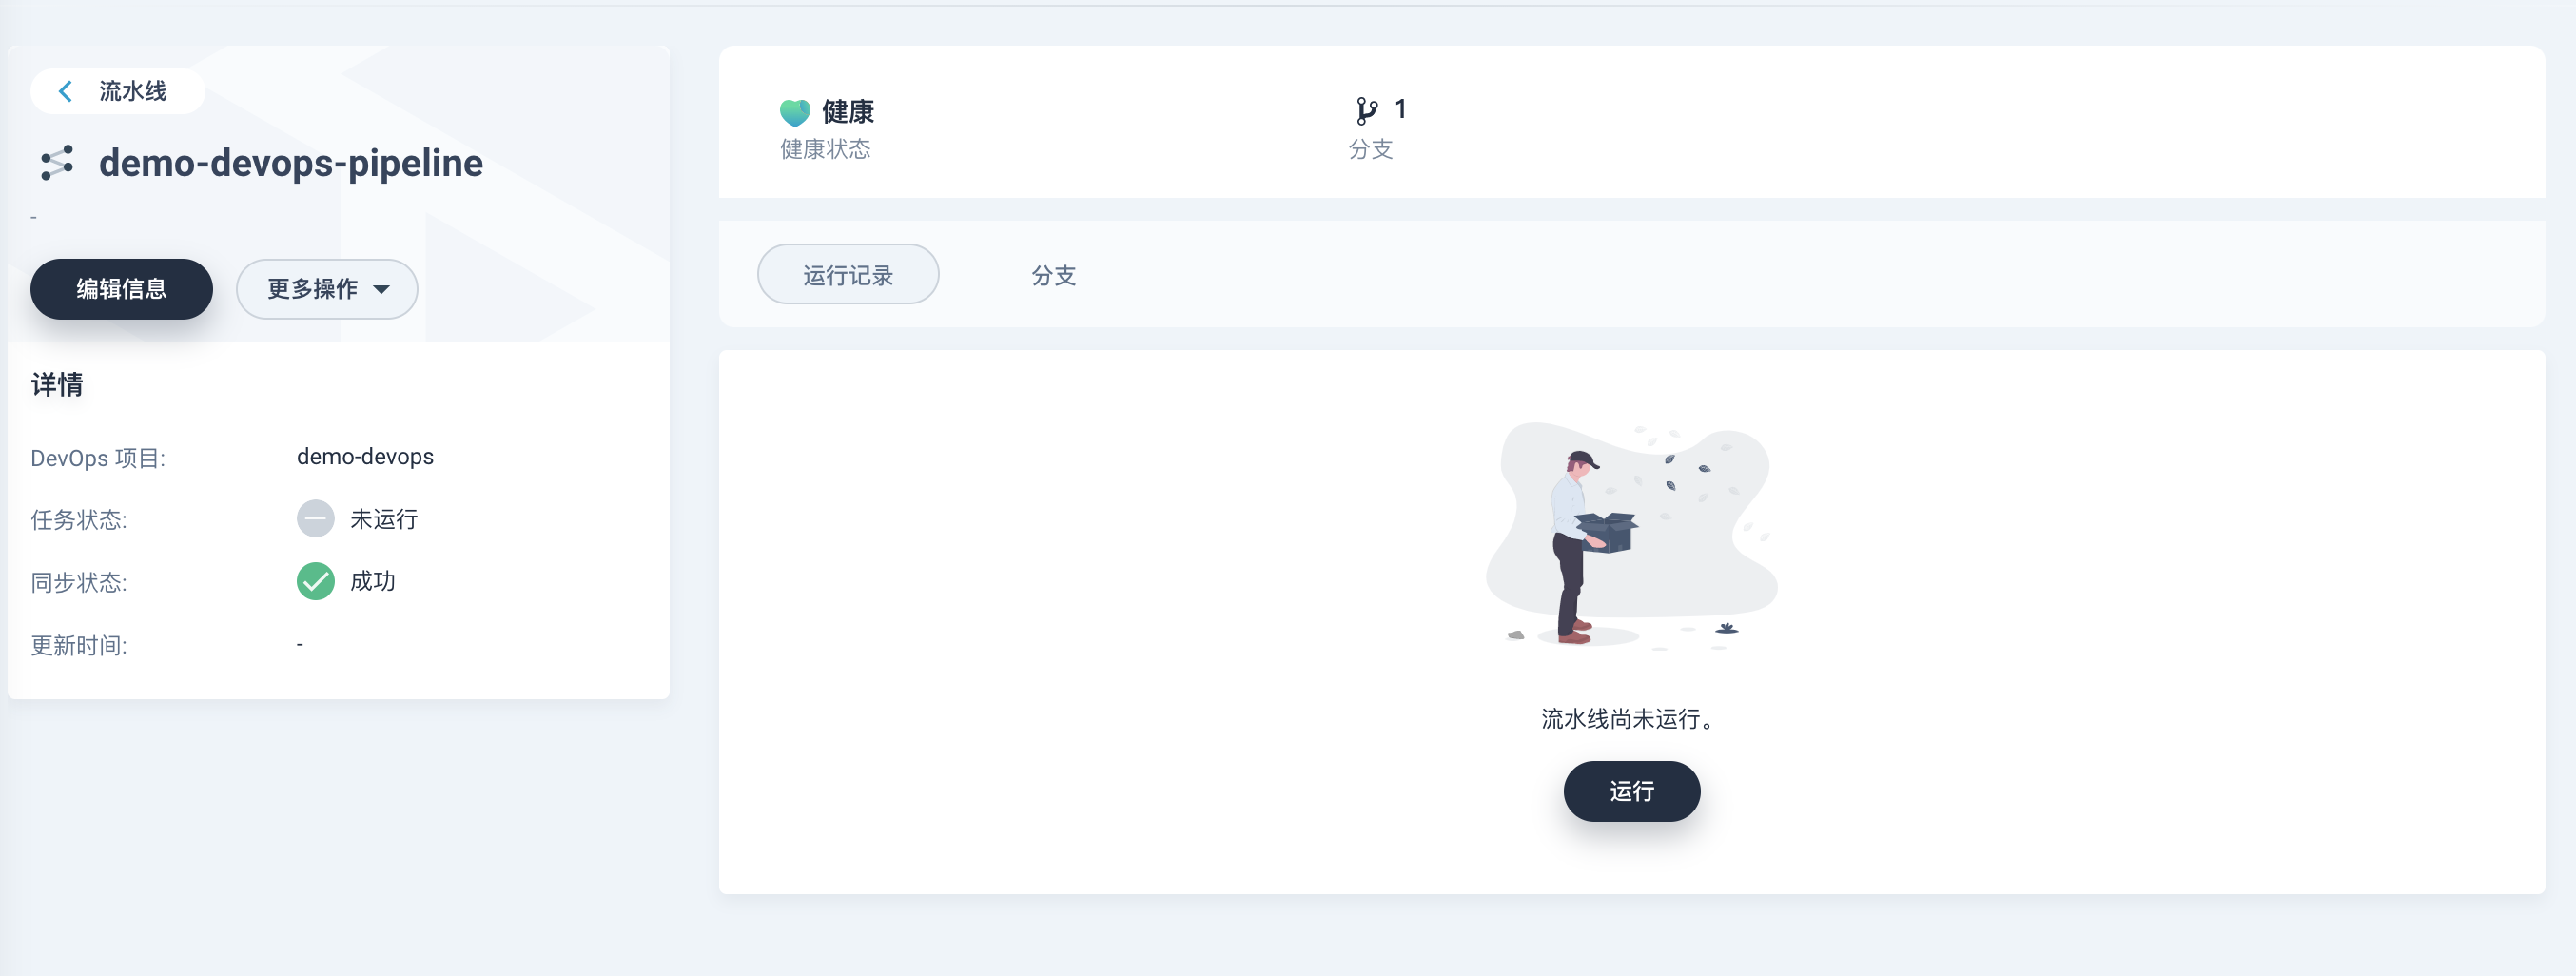 流水线
demo-devops-pipeline
-
编辑信息
更多操作
详情
DevOps 项目: demo-devops
任务状态: 未运行
同步状态: 成功
更新时间: -
健康
健康状态
1
分支
运行记录
分支
流水线尚未运行。
运行